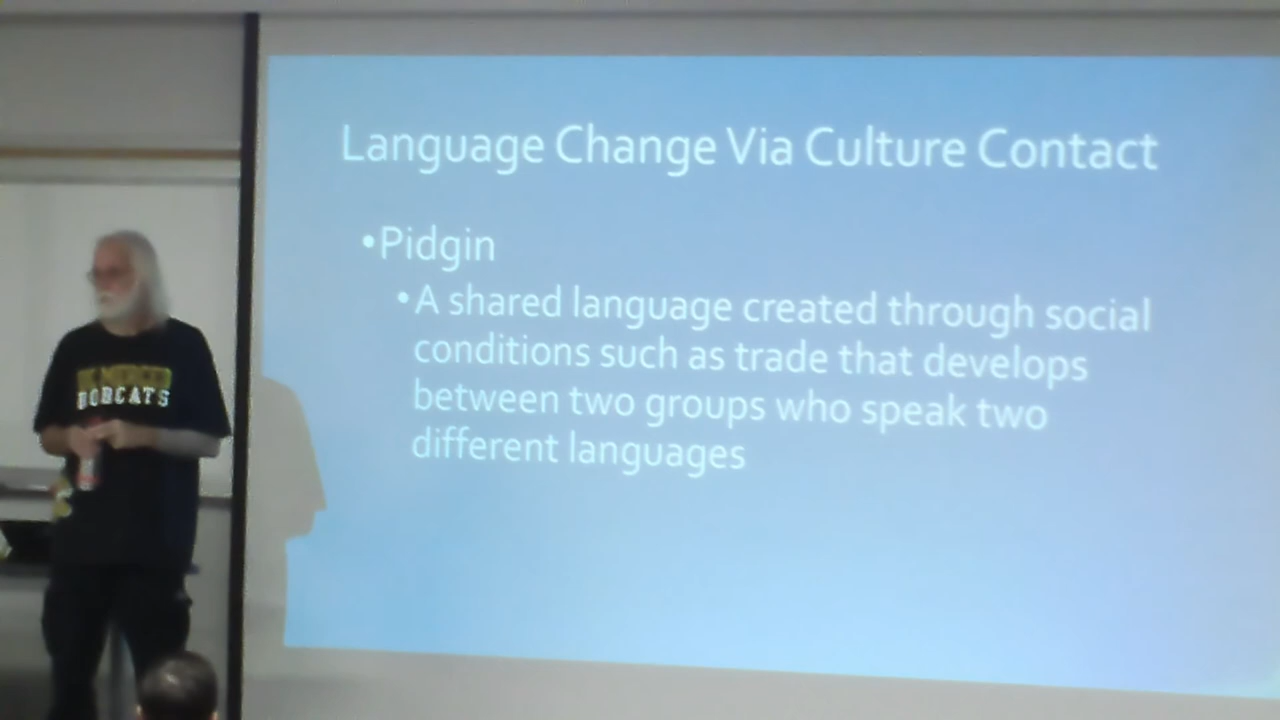 Language Change Via Culture Contact
•Pidgin
•A shared language created through social
conditions such as trade that develops
between two groups who speak two
different languages
BOBCATS